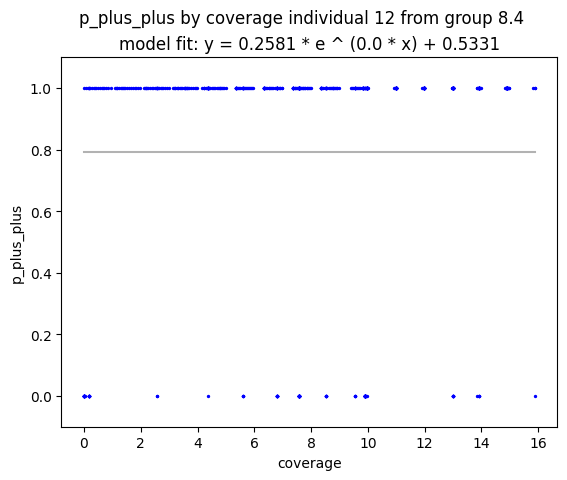 p_plus_plus by coverage individual 12 from group 8.4
model fit: y = 0.2581 * e ^ (0.0 * x) + 0.5331
1.0
0.8
0.6
0.4
0.2
0.0
p_plus_plus
0 2 4 6 8 10 12 14 16
coverage